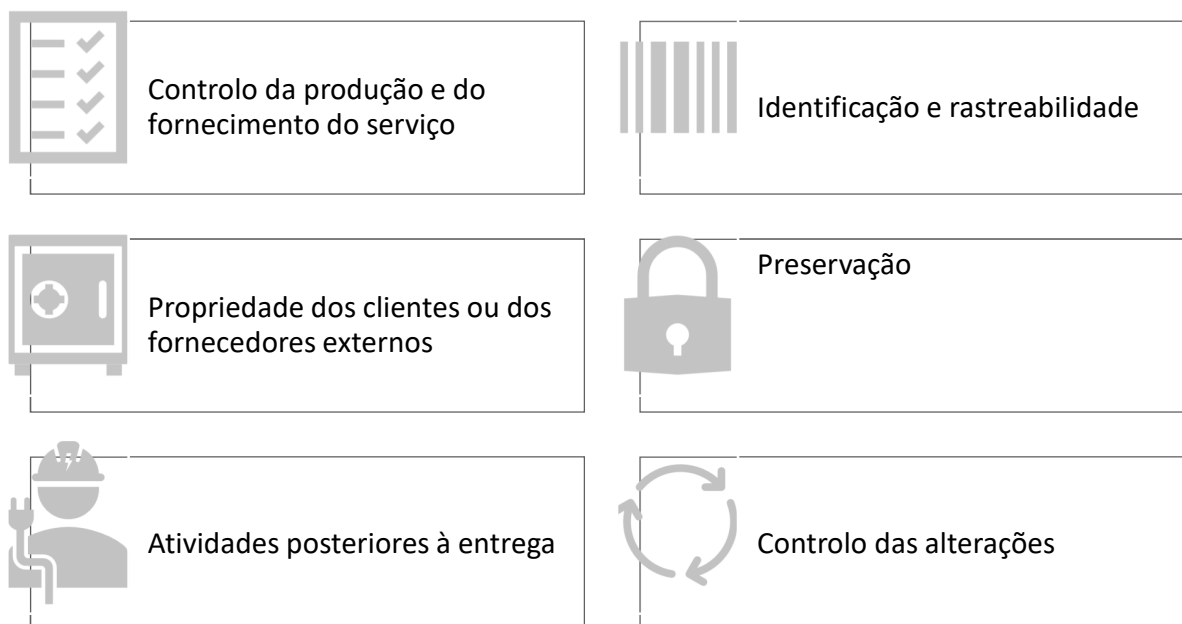 Controlo da produção e do
fornecimento do serviço
Identificação e rastreabilidade
Propriedade dos clientes ou dos
fornecedores externos
Preservação
Atividades posteriores à entrega
Controlo das alterações